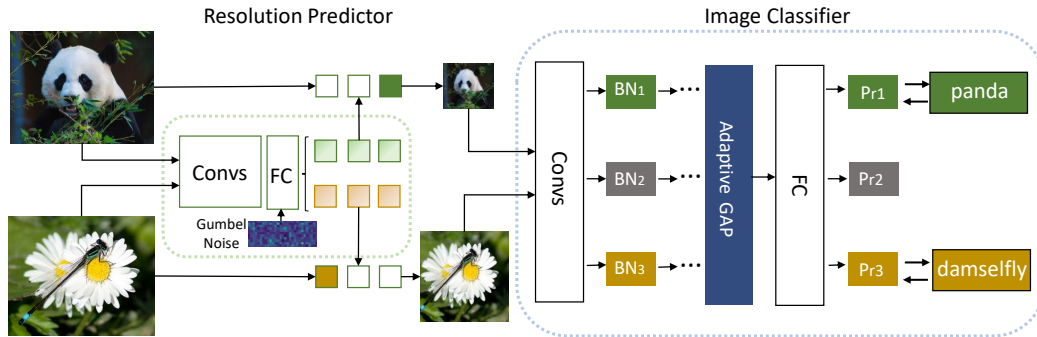 Resolution Predictor
Image Classifier
Convs
FC
Gumbel
Noise
Convs
BN1
BN2
BN3
...
...
...
Adaptive GAP
FC
Pr1
Pr2
Pr3
panda
damselfly